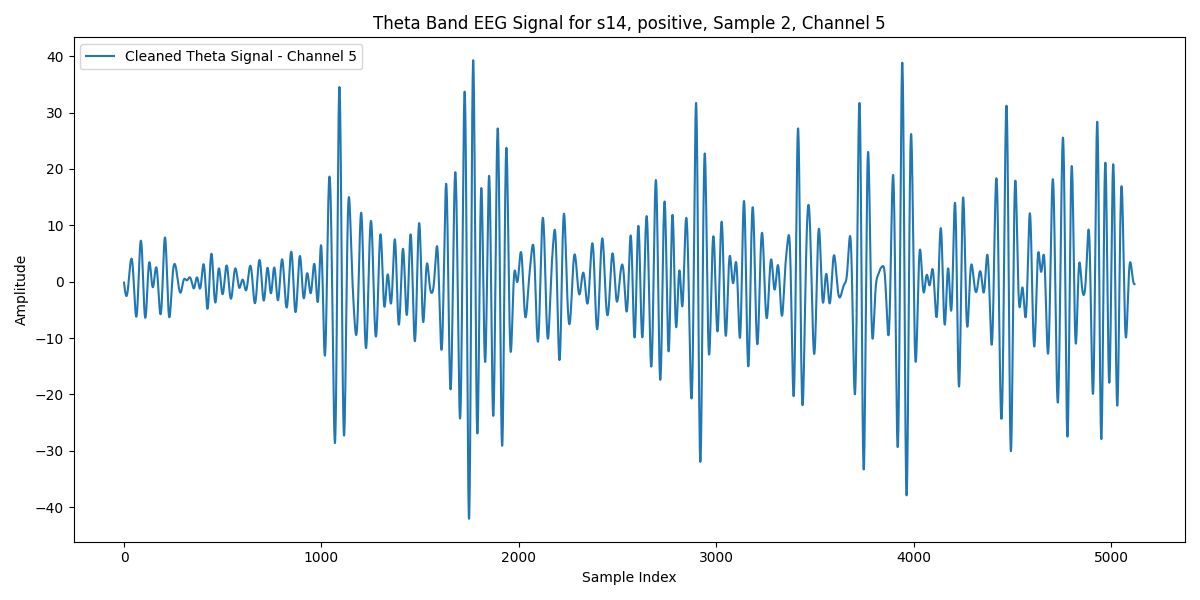 Theta Band EEG Signal for s14, positive, Sample 2, Channel 5
Cleaned Theta Signal - Channel 5
40
30
20
10
0
−10
−20
−30
−40
Amplitude
0 1000 2000 3000 4000 5000
Sample Index